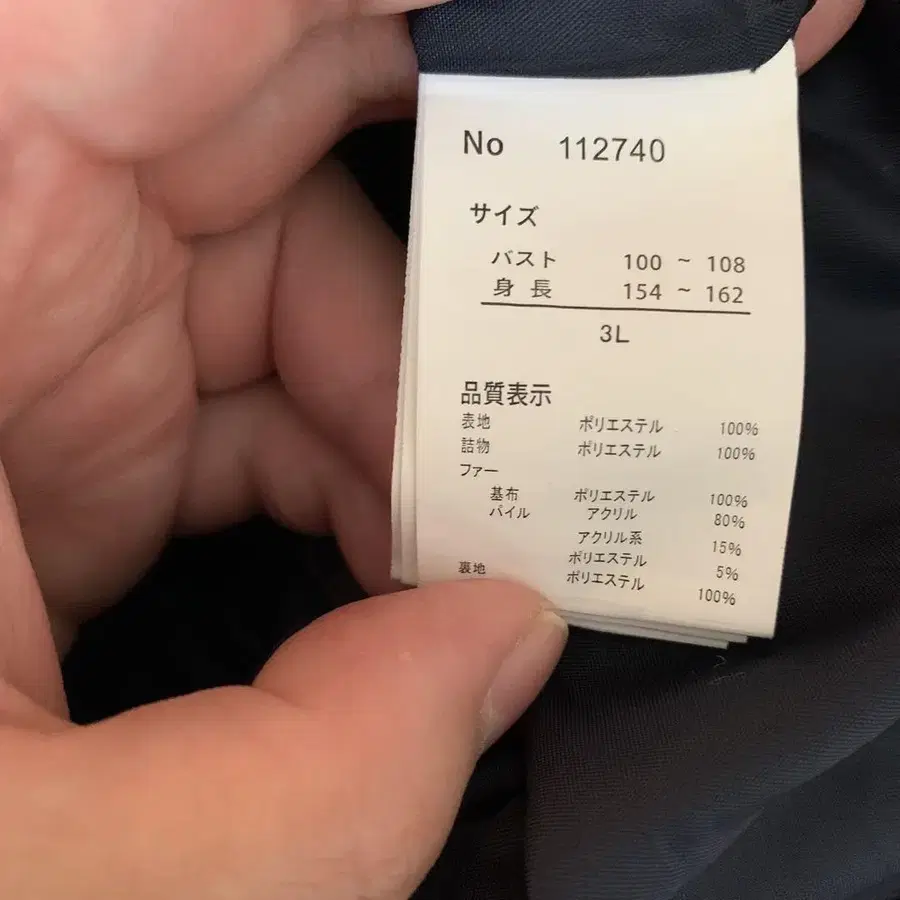 No 112740
サイズ
バスト 100 ~ 108
身長 154 ~ 162
3L
品質表示
表地 ポリエステル 100%
詰物 ポリエステル 100%
ファー
基布 ポリエステル 100%
パイル アクリル 80%
アクリル系 15%
ポリエステル 5%
裏地 ポリエステル 100%